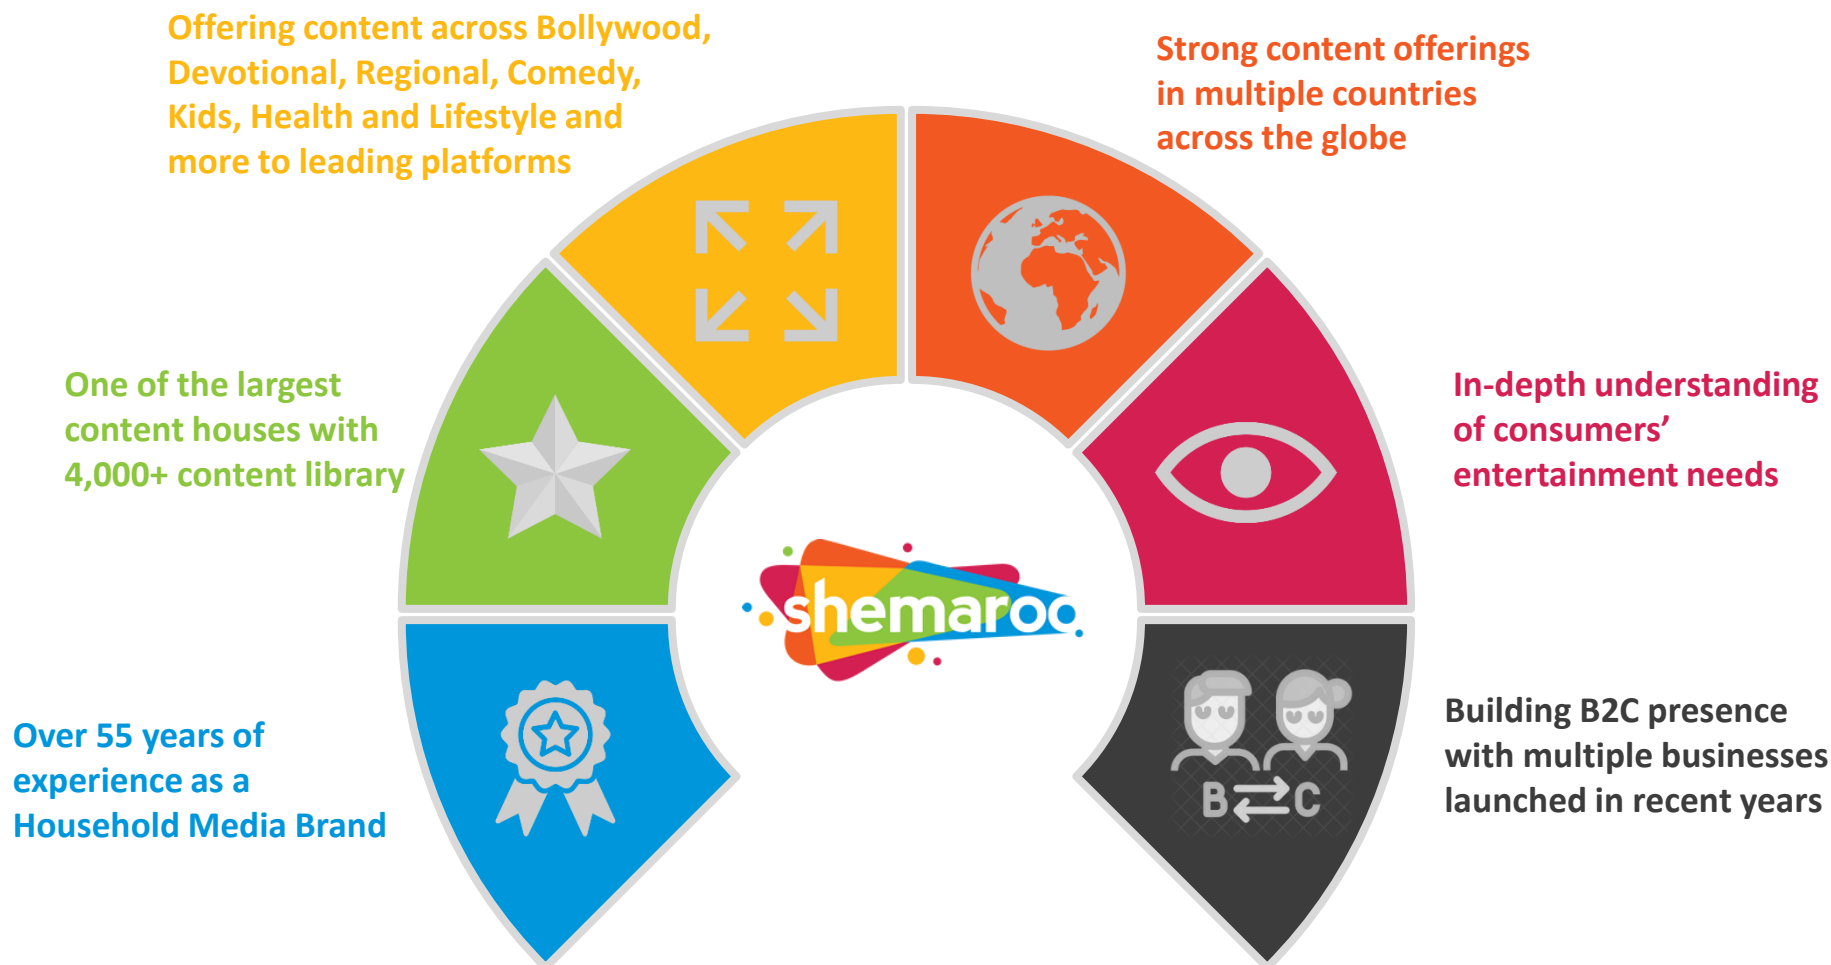 Offering content across Bollywood,
Devotional, Regional, Comedy,
Kids, Health and Lifestyle and
more to leading platforms
Strong content offerings
in multiple countries
across the globe
One of the largest
content houses with
4,000+ content library
In-depth understanding
of consumers’
entertainment needs
shemaroo
Over 55 years of
experience as a
Household Media Brand
Building B2C presence
with multiple businesses
launched in recent years
B C